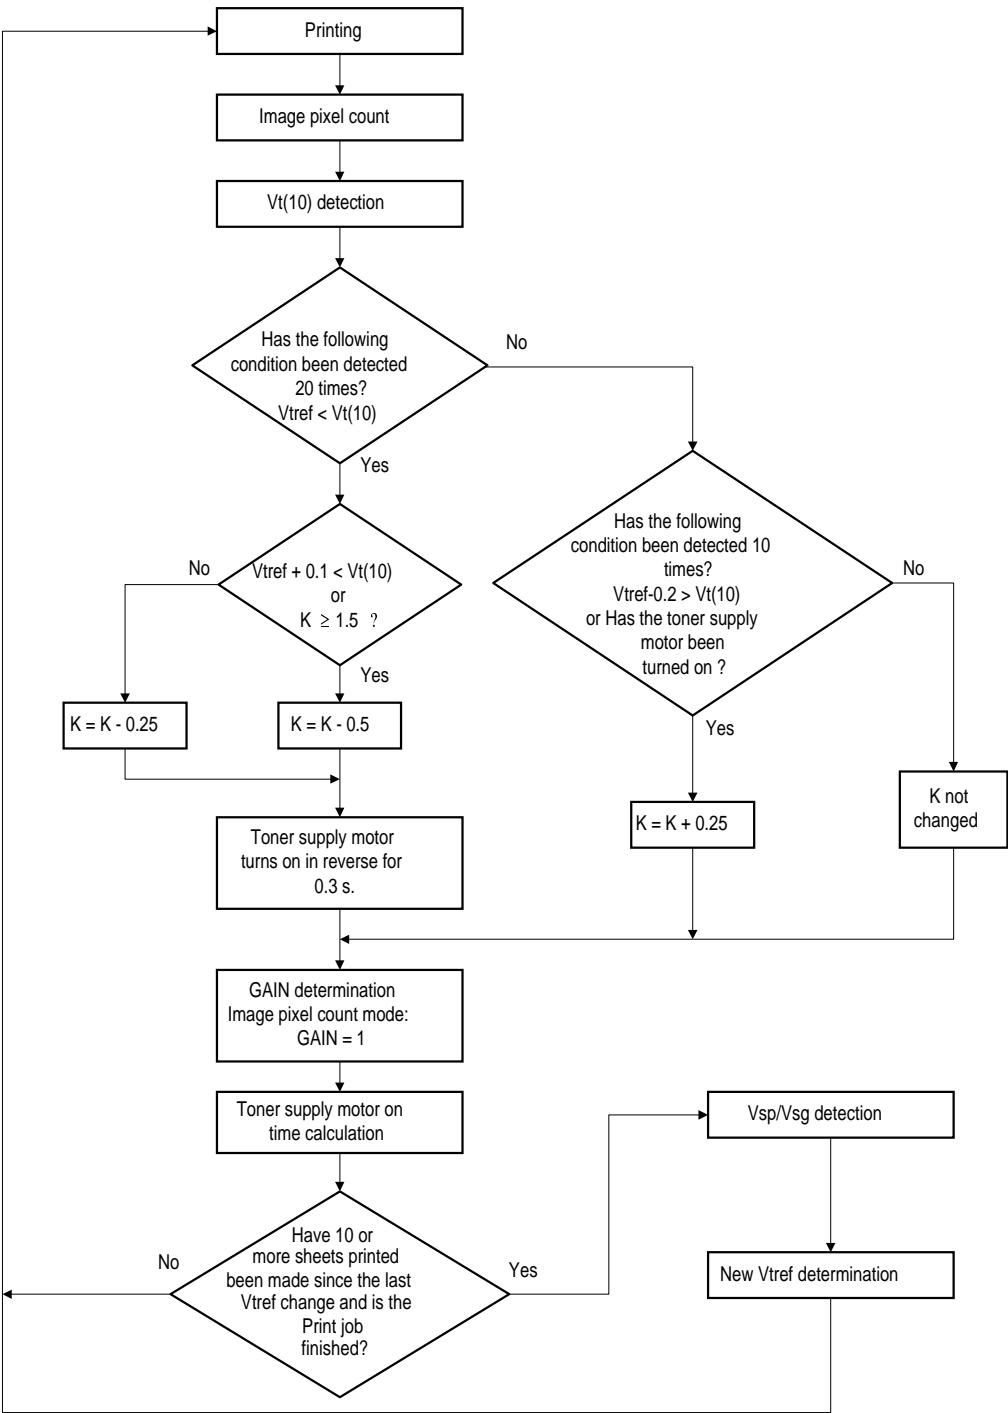 Printing
Image pixel count
Vt(10) detection
Has the following
condition been detected
20 times?
Vtref < Vt(10)
No
Yes
Vtref + 0.1 < Vt(10)
or
K ≥ 1.5 ?
No
Yes
Has the following
condition been detected 10
times?
Vtref-0.2 > Vt(10)
or Has the toner supply
motor been
turned on ?
No
Yes
K = K - 0.25
K = K - 0.5
K = K + 0.25
K not
changed
Toner supply motor
turns on in reverse for
0.3 s.
GAIN determination
Image pixel count mode:
GAIN = 1
Toner supply motor on
time calculation
Vsp/Vsg detection
Have 10 or
more sheets printed
been made since the last
Vtref change and is the
Print job
finished?
No
Yes
New Vtref determination